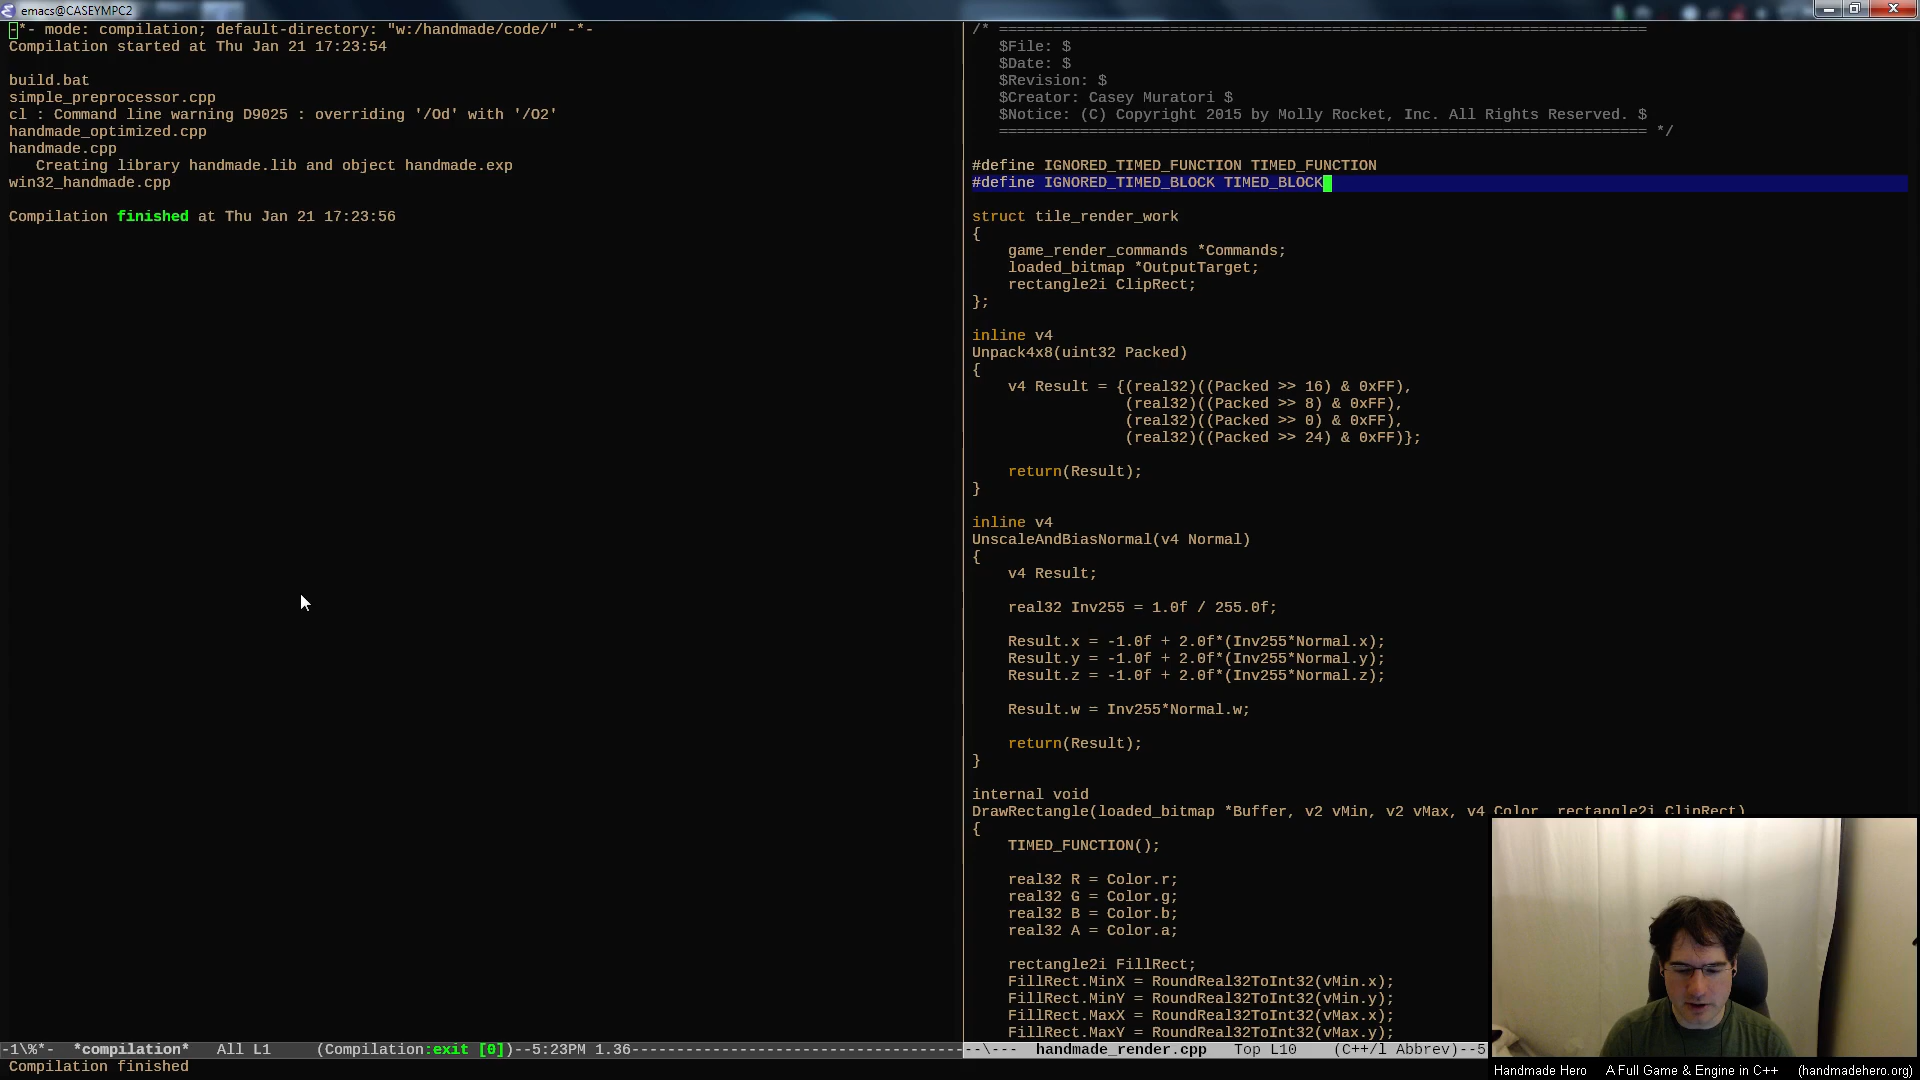 emacs@CASEYMPC2
-*- mode: compilation; default-directory: "w:/handmade/code/" -*-
Compilation started at Thu Jan 21 17:23:54
build.bat
simple_preprocessor.cpp
cl : Command line warning D9025 : overriding '/Od' with '/O2'
handmade_optimized.cpp
handmade.cpp
   Creating library handmade.lib and object handmade.exp
win32_handmade.cpp
Compilation finished at Thu Jan 21 17:23:56
-1\%*-  *compilation*   All L1     (Compilation:exit [0])--5:23PM 1.36
Compilation finished
/* ========================================================================
   $File: $
   $Date: $
   $Revision: $
   $Creator: Casey Muratori $
   $Notice: (C) Copyright 2015 by Molly Rocket, Inc. All Rights Reserved. $
   ======================================================================== */
#define IGNORED_TIMED_FUNCTION TIMED_FUNCTION
#define IGNORED_TIMED_BLOCK TIMED_BLOCK
struct tile_render_work
{
    game_render_commands *Commands;
    loaded_bitmap *OutputTarget;
    rectangle2i ClipRect;
};
inline v4
Unpack4x8(uint32 Packed)
{
    v4 Result = {(real32)((Packed >> 16) & 0xFF),
                 (real32)((Packed >> 8) & 0xFF),
                 (real32)((Packed >> 0) & 0xFF),
                 (real32)((Packed >> 24) & 0xFF)};
    return(Result);
}
inline v4
UnscaleAndBiasNormal(v4 Normal)
{
    v4 Result;
    real32 Inv255 = 1.0f / 255.0f;
    Result.x = -1.0f + 2.0f*(Inv255*Normal.x);
    Result.y = -1.0f + 2.0f*(Inv255*Normal.y);
    Result.z = -1.0f + 2.0f*(Inv255*Normal.z);
    Result.w = Inv255*Normal.w;
    return(Result);
}
internal void
DrawRectangle(loaded_bitmap *Buffer, v2 vMin, v2 vMax, v4 Color, rectangle2i ClipRect)
{
    TIMED_FUNCTION();
    real32 R = Color.r;
    real32 G = Color.g;
    real32 B = Color.b;
    real32 A = Color.a;
    rectangle2i FillRect;
    FillRect.MinX = RoundReal32ToInt32(vMin.x);
    FillRect.MinY = RoundReal32ToInt32(vMin.y);
    FillRect.MaxX = RoundReal32ToInt32(vMax.x);
    FillRect.MaxY = RoundReal32ToInt32(vMax.y);
--\---  handmade_render.cpp   Top L10    (C++/l Abbrev)--5
Handmade Hero    A Full Game & Engine in C++    (handmadehero.org)